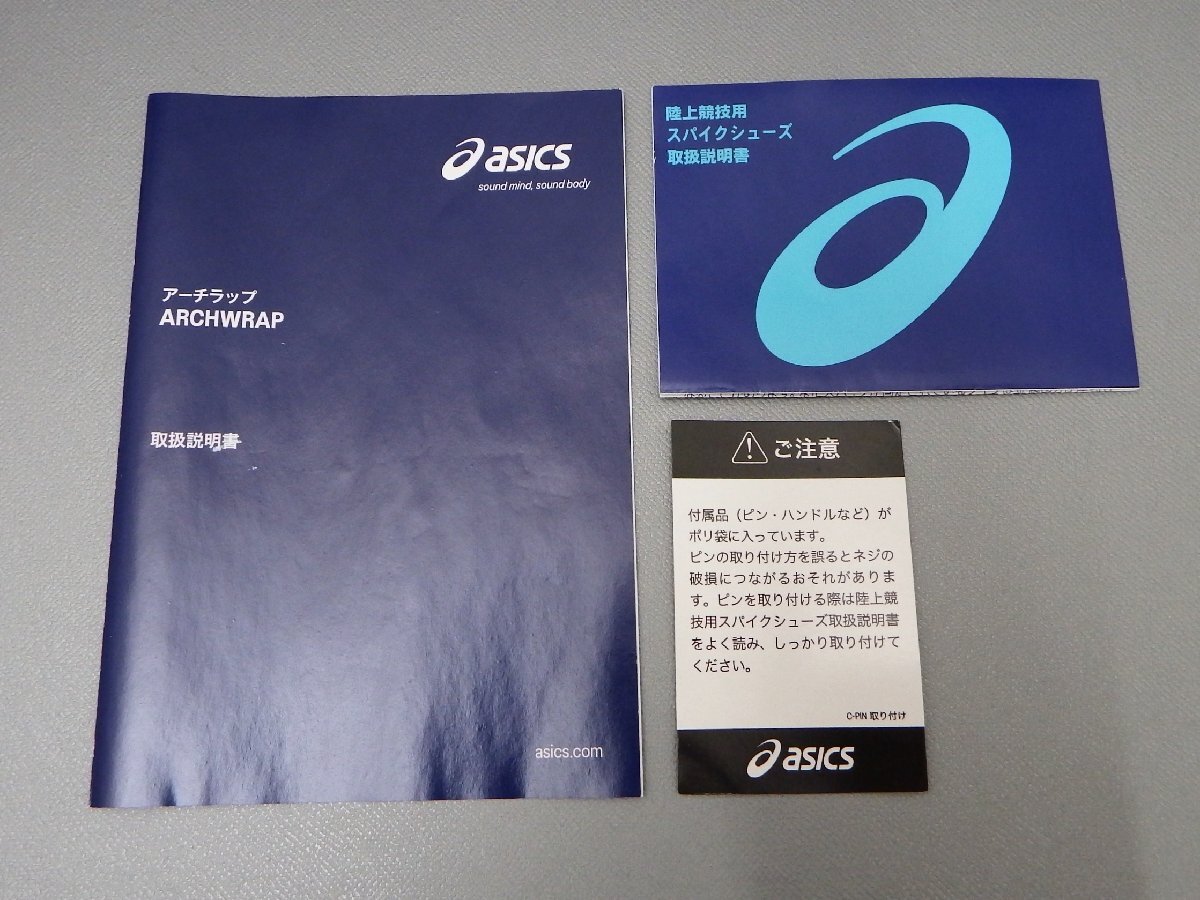 asics
sound mind, sound body
アーチラップ
ARCHWRAP
取扱説明書
asics.com
陸上競技用
スパイクシューズ
取扱説明書
ご注意
付属品（ピン・ハンドルなど）が
ポリ袋に入っています。
ピンの取り付け方を誤るとネジの
破損につながるおそれがありま
す。ピンを取り付ける際は陸上競
技用スパイクシューズ取扱説明書
をよく読み、しっかり取り付けて
ください。
C-PIN 取り付け
asics